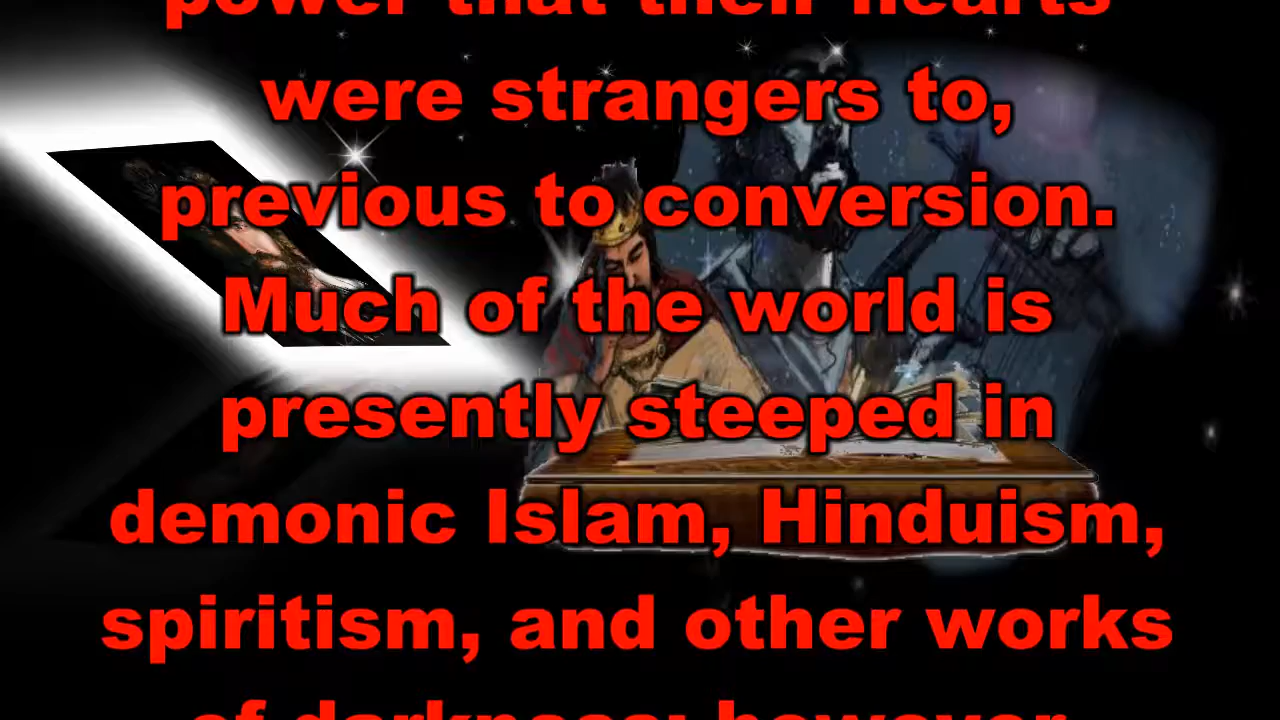 power that their hearts
were strangers to,
previous to conversion.
Much of the world is
presently steeped in
demonic Islam, Hinduism,
spiritism, and other works
of darkness; however,